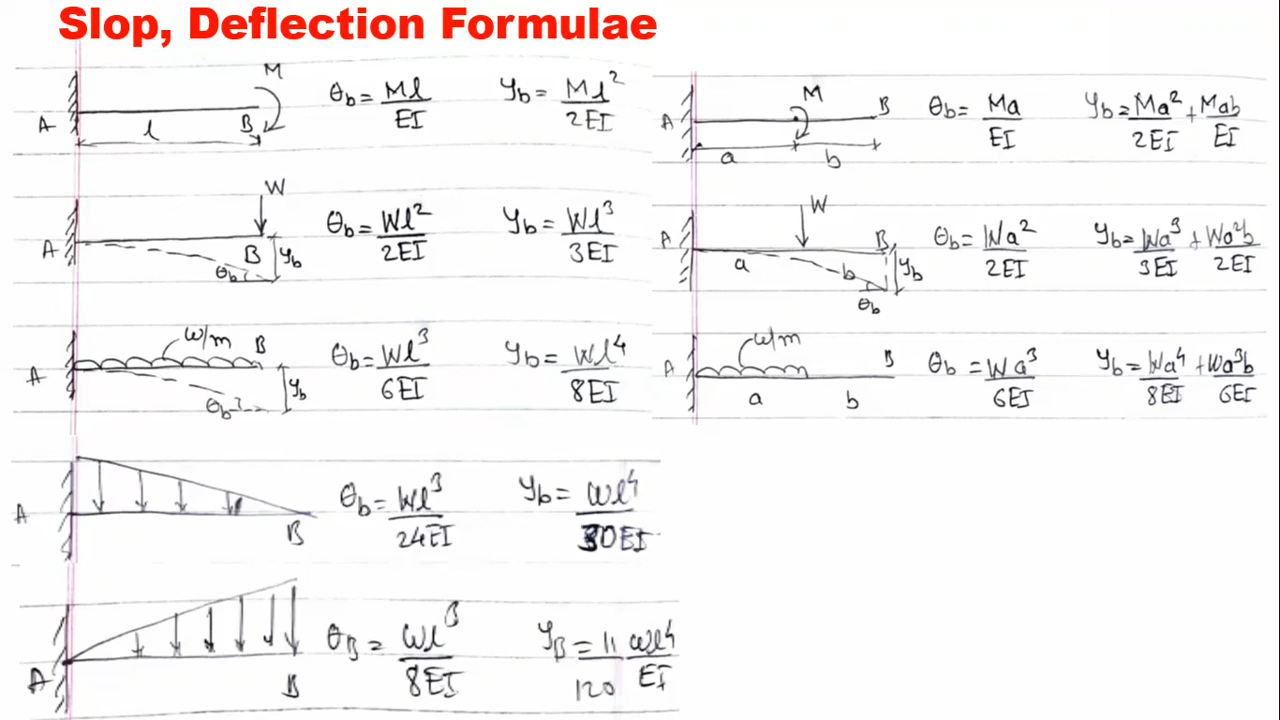 Slop, Deflection Formulae
M
A l B θb = Ml/EI yb = Ml²/2EI
W
A B yb θb θb = Wl²/2EI yb = Wl³/3EI
w/m B
A yb θb θb = Wl³/6EI yb = Wl⁴/8EI
A B θb = Wl³/24EI yb = Wl⁴/30EI
A B θB = Wl³/8EI yB = 11/120 Wl⁴/EI
M B
A a b θb = Ma/EI yb = Ma²/2EI + Mab/EI
W
A a b B yb θb θb = Wa²/2EI yb = Wa³/3EI + Wa²b/2EI
w/m
A a b B θb = Wa³/6EI yb = Wa⁴/8EI + Wa³b/6EI